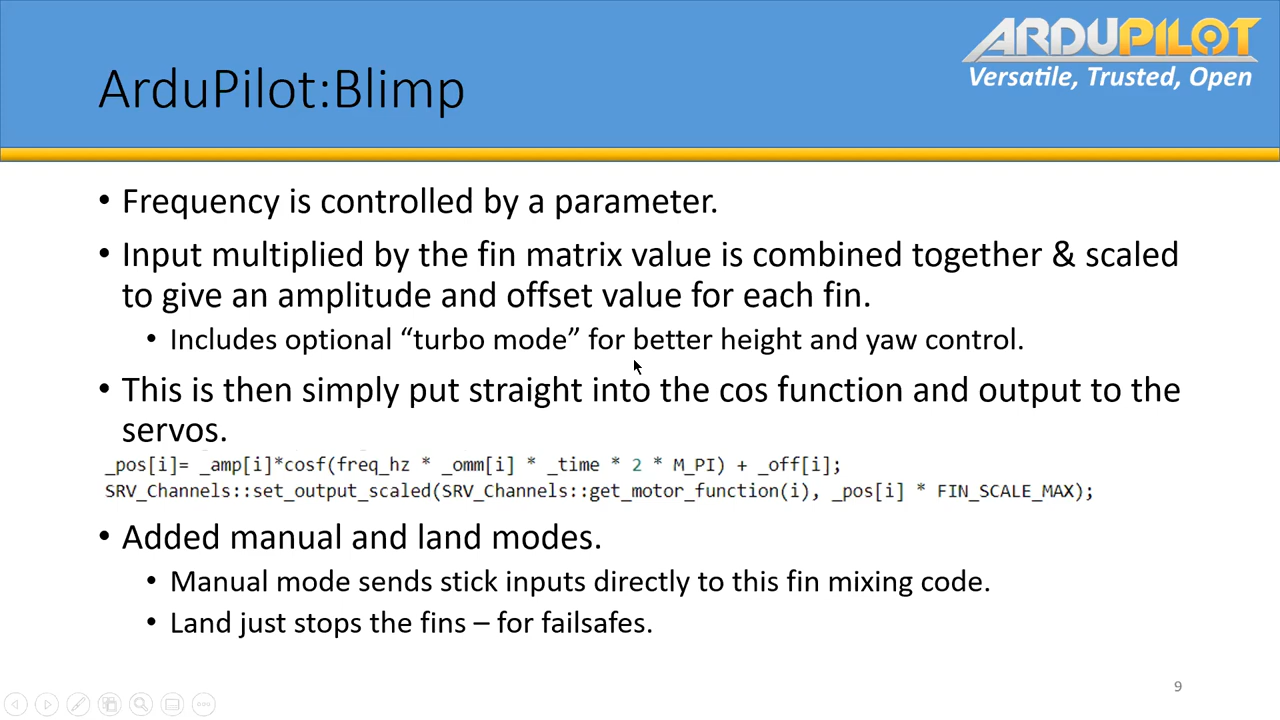 ARDUPILOT
Versatile, Trusted, Open
ArduPilot:Blimp
• Frequency is controlled by a parameter.
• Input multiplied by the fin matrix value is combined together & scaled
to give an amplitude and offset value for each fin.
• Includes optional “turbo mode” for better height and yaw control.
• This is then simply put straight into the cos function and output to the
servos.
_pos[i]= _amp[i]*cosf(freq_hz * _omm[i] * _time * 2 * M_PI) + _off[i];
SRV_Channels::set_output_scaled(SRV_Channels::get_motor_function(i), _pos[i] * FIN_SCALE_MAX);
• Added manual and land modes.
• Manual mode sends stick inputs directly to this fin mixing code.
• Land just stops the fins – for failsafes.
9